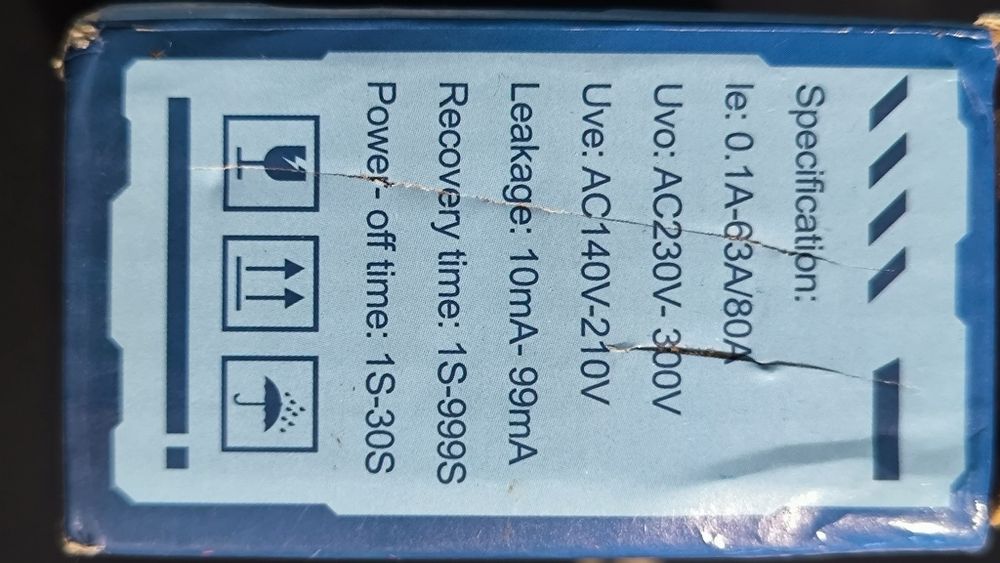 Specification:
Ie: 0.1A-63A/80A
Uvo: AC230V- 300V
Uve: AC140V-210V
Leakage: 10mA- 99mA
Recovery time: 1S-999S
Power- off time: 1S-30S